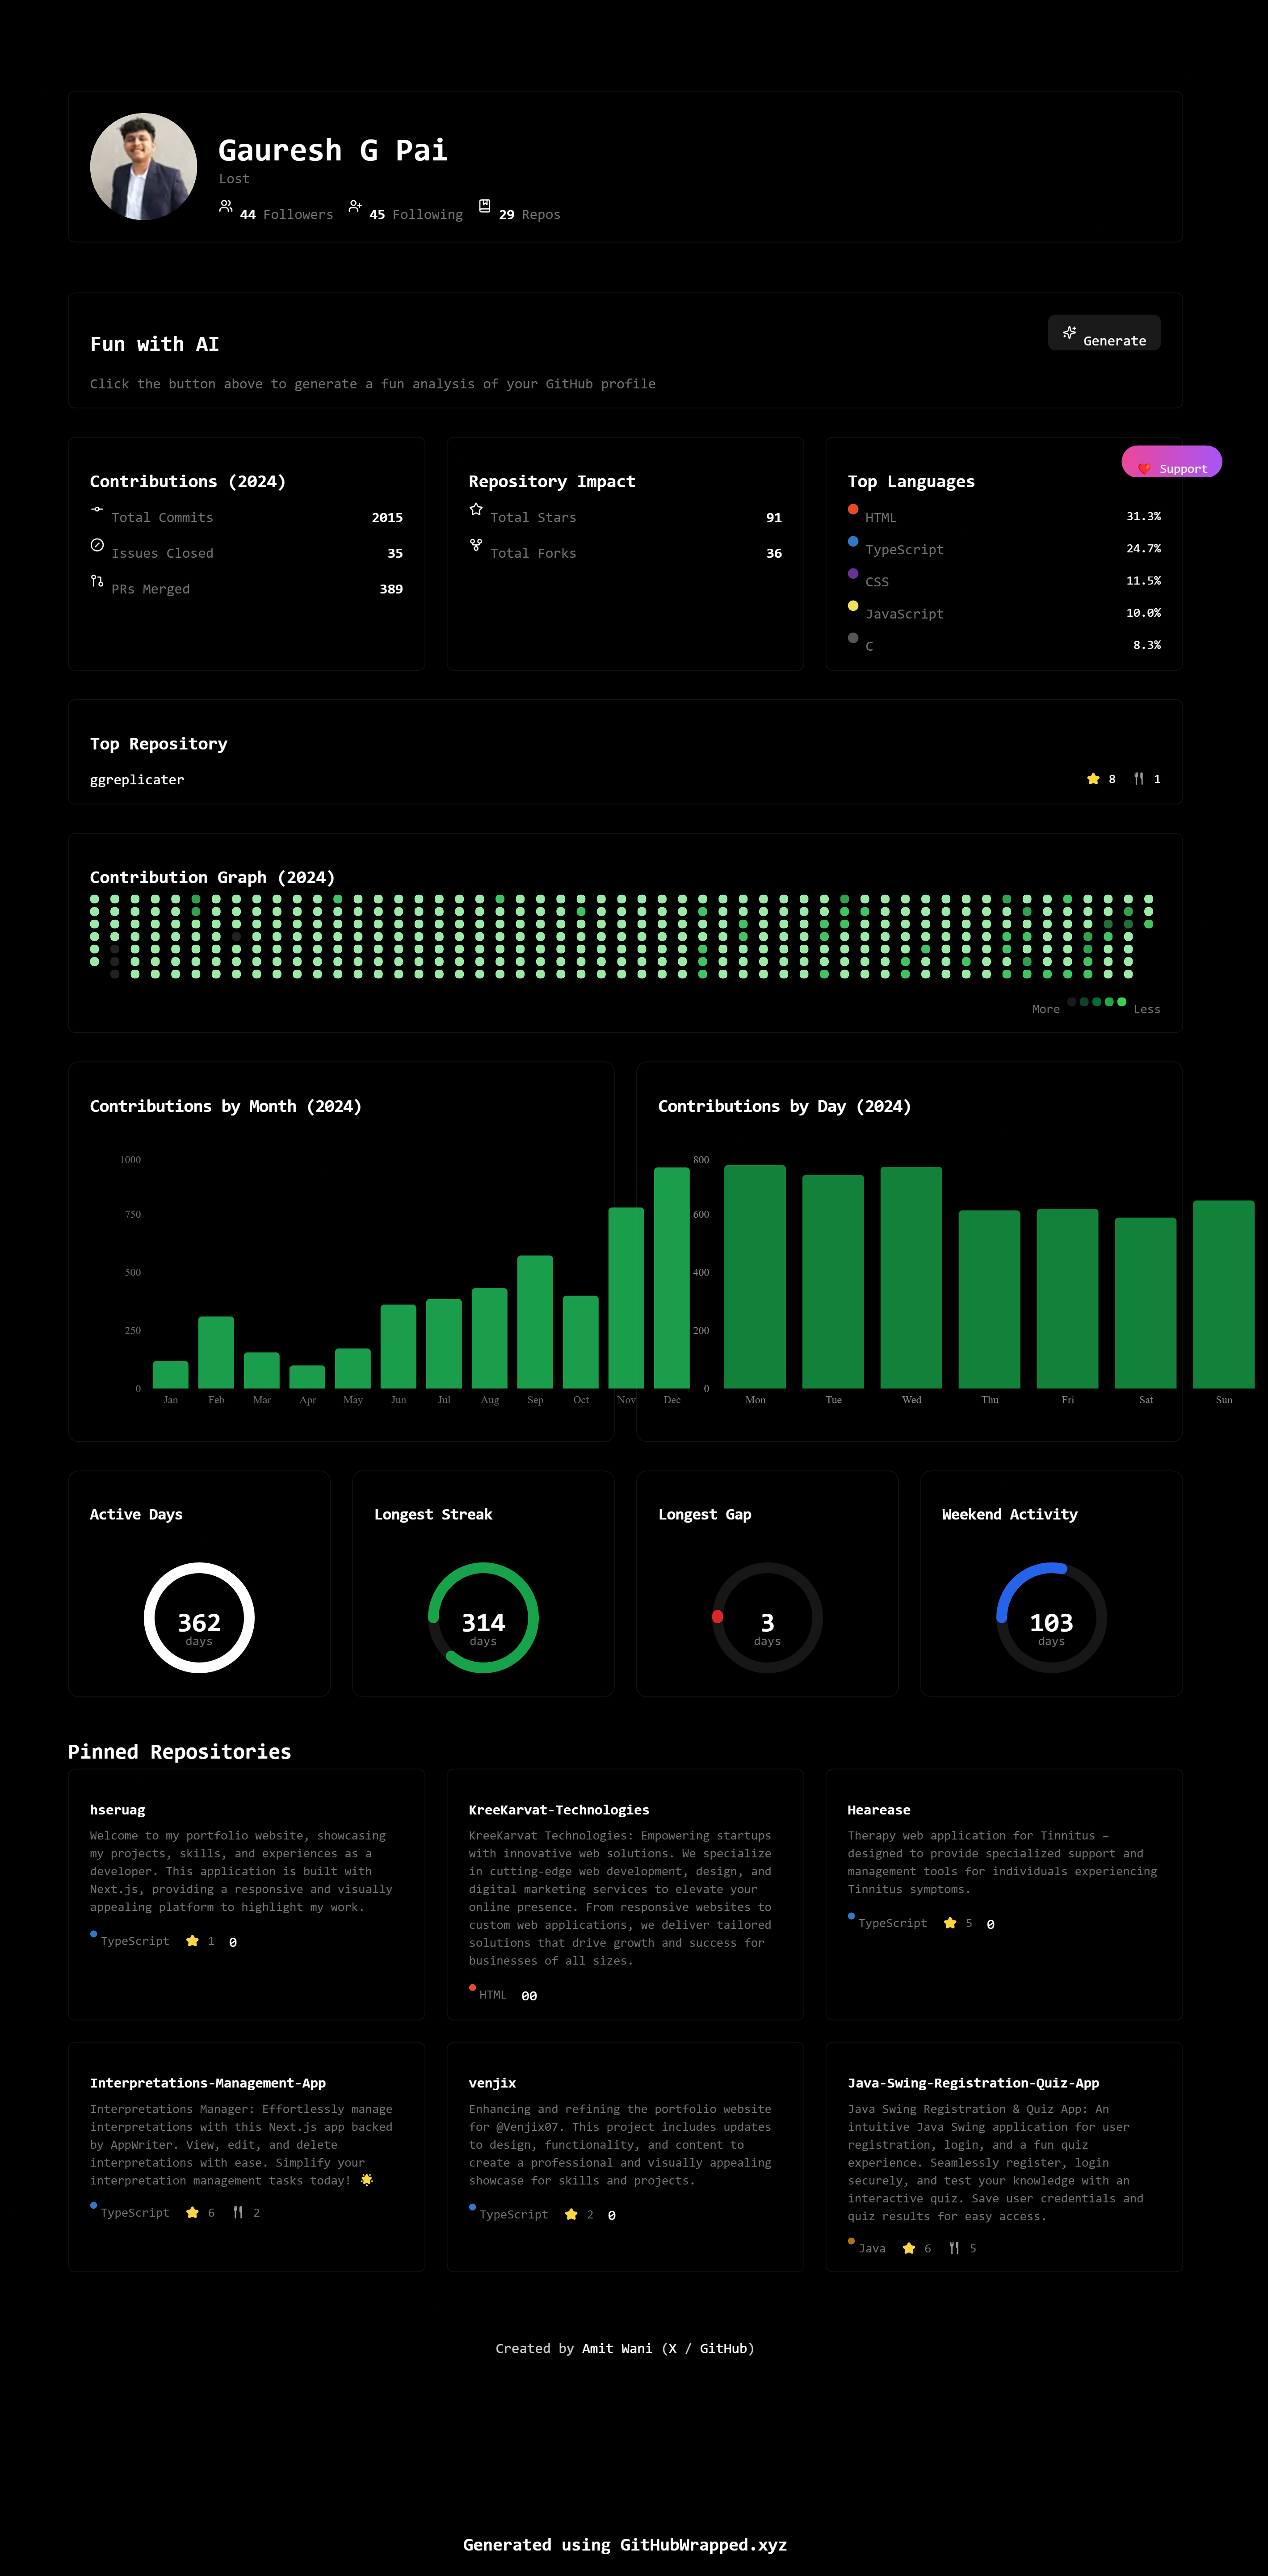 Gauresh G Pai
Lost
44 Followers 45 Following 29 Repos
Fun with AI
Generate
Click the button above to generate a fun analysis of your GitHub profile
Contributions (2024)
Total Commits 2015
Issues Closed 35
PRs Merged 389
Repository Impact
Total Stars 91
Total Forks 36
❤️ Support
Top Languages
HTML 31.3%
TypeScript 24.7%
CSS 11.5%
JavaScript 10.0%
C 8.3%
Top Repository
ggreplicater ⭐ 8 🍴 1
Contribution Graph (2024)
More Less
Contributions by Month (2024)
1000
750
500
250
0
Jan Feb Mar Apr May Jun Jul Aug Sep Oct Nov Dec
Contributions by Day (2024)
800
600
400
200
0
Mon Tue Wed Thu Fri Sat Sun
Active Days
362
days
Longest Streak
314
days
Longest Gap
3
days
Weekend Activity
103
days
Pinned Repositories
hseruag
Welcome to my portfolio website, showcasing
my projects, skills, and experiences as a
developer. This application is built with
Next.js, providing a responsive and visually
appealing platform to highlight my work.
TypeScript ⭐ 1 0
KreeKarvat-Technologies
KreeKarvat Technologies: Empowering startups
with innovative web solutions. We specialize
in cutting-edge web development, design, and
digital marketing services to elevate your
online presence. From responsive websites to
custom web applications, we deliver tailored
solutions that drive growth and success for
businesses of all sizes.
HTML 00
Hearease
Therapy web application for Tinnitus –
designed to provide specialized support and
management tools for individuals experiencing
Tinnitus symptoms.
TypeScript ⭐ 5 0
Interpretations-Management-App
Interpretations Manager: Effortlessly manage
interpretations with this Next.js app backed
by AppWriter. View, edit, and delete
interpretations with ease. Simplify your
interpretation management tasks today! 🌟
TypeScript ⭐ 6 🍴 2
venjix
Enhancing and refining the portfolio website
for @Venjix07. This project includes updates
to design, functionality, and content to
create a professional and visually appealing
showcase for skills and projects.
TypeScript ⭐ 2 0
Java-Swing-Registration-Quiz-App
Java Swing Registration & Quiz App: An
intuitive Java Swing application for user
registration, login, and a fun quiz
experience. Seamlessly register, login
securely, and test your knowledge with an
interactive quiz. Save user credentials and
quiz results for easy access.
Java ⭐ 6 🍴 5
Created by Amit Wani (X / GitHub)
Generated using GitHubWrapped.xyz